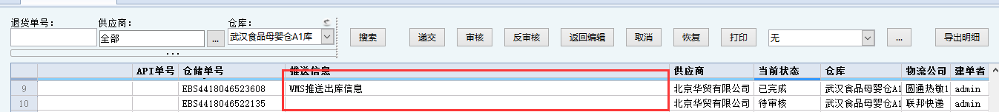 退货单号: 供应商: 仓库:
全部 ... 武汉食品母婴仓A1库 搜索 递交 审核 反审核 返回编辑 取消 恢复 打印 无 ... 导出明细
...
API单号 仓储单号 推送信息 供应商 当前状态 仓库 物流公司 建单者
9 EBS4418046523608 WMS推送出库信息 北京华贸有限公司 已完成 武汉食品母婴仓A1 圆通热敏1 admin
10 EBS4418046522135 北京华贸有限公司 待审核 武汉食品母婴仓A1 联邦快递 admin